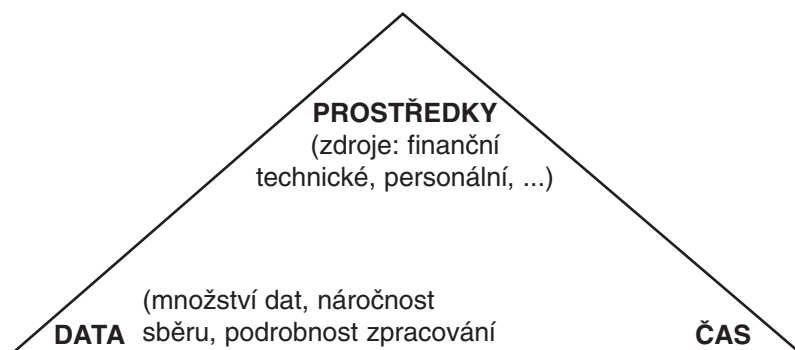 PROSTŘEDKY
(zdroje: finanční
technické, personální, ...)
(množství dat, náročnost
DATA sběru, podrobnost zpracování ČAS